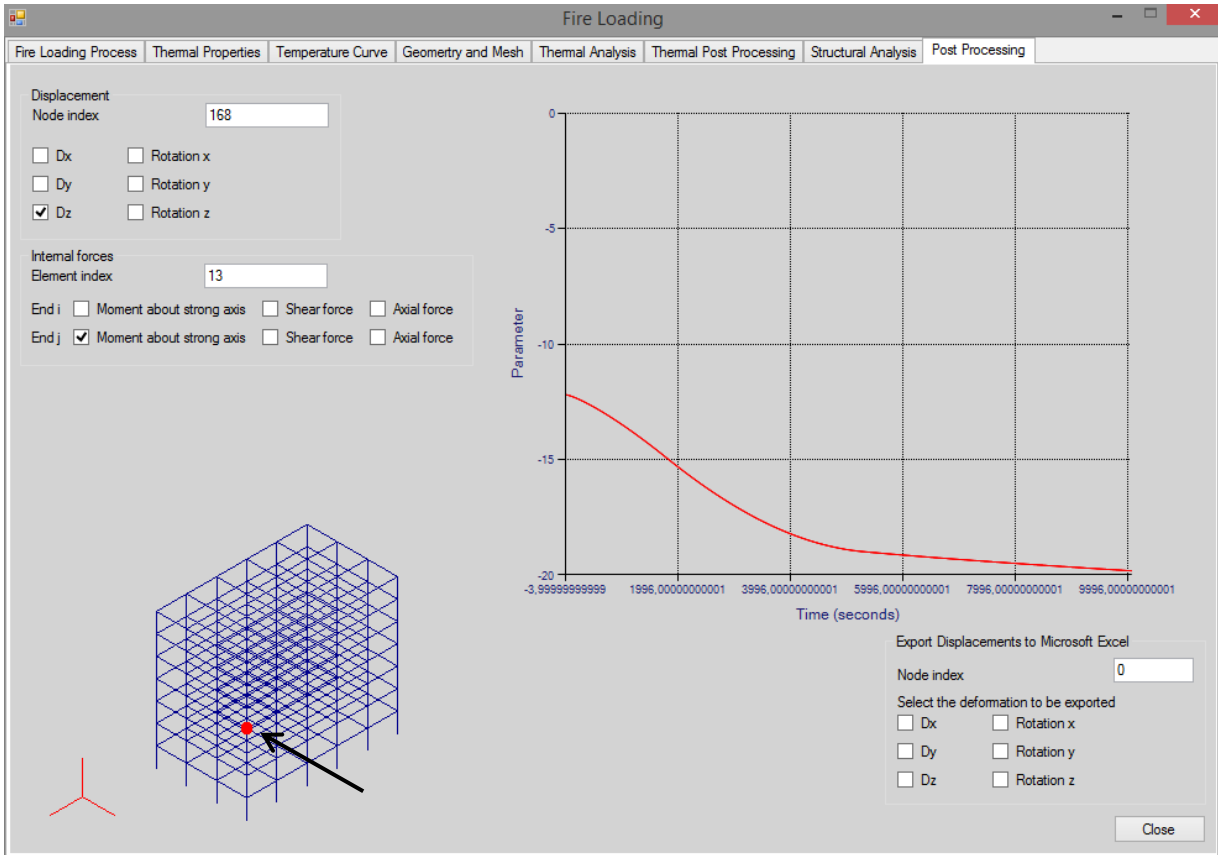 Fire Loading
Fire Loading Process Thermal Properties Temperature Curve Geometry and Mesh Thermal Analysis Thermal Post Processing Structural Analysis Post Processing
Displacement
Node index 168
Dx Rotation x
Dy Rotation y
Dz Rotation z
Internal forces
Element index 13
End i Moment about strong axis Shear force Axial force
End j Moment about strong axis Shear force Axial force
0
-5
-10
-15
-20
Parameter
-3,99999999999 1996,00000000001 3996,00000000001 5996,00000000001 7996,00000000001 9996,00000000001
Time (seconds)
Export Displacements to Microsoft Excel
Node index 0
Select the deformation to be exported
Dx Rotation x
Dy Rotation y
Dz Rotation z
Close